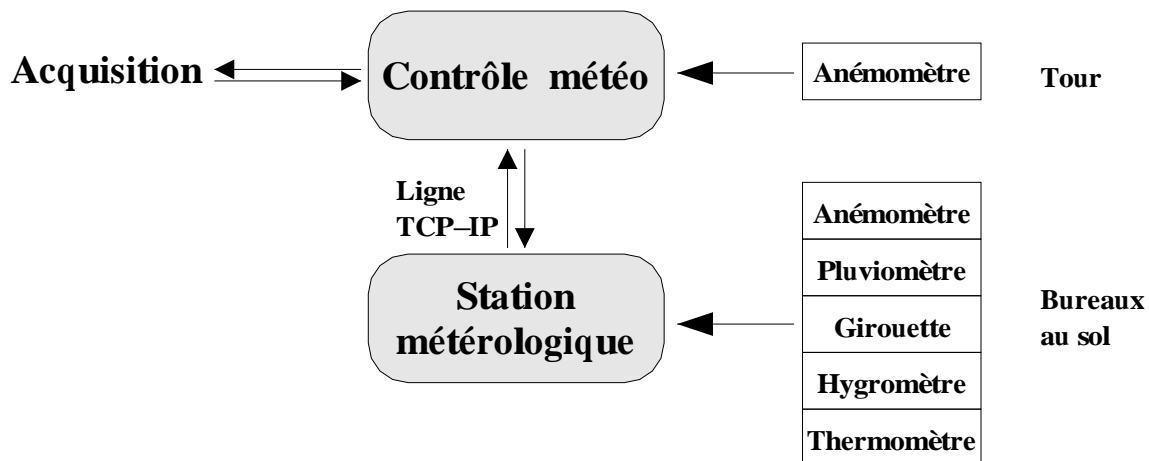 Acquisition
Contrôle météo
Anémomètre
Tour
Ligne
TCP–IP
Station
métérologique
Anémomètre
Pluviomètre
Girouette
Hygromètre
Thermomètre
Bureaux
au sol